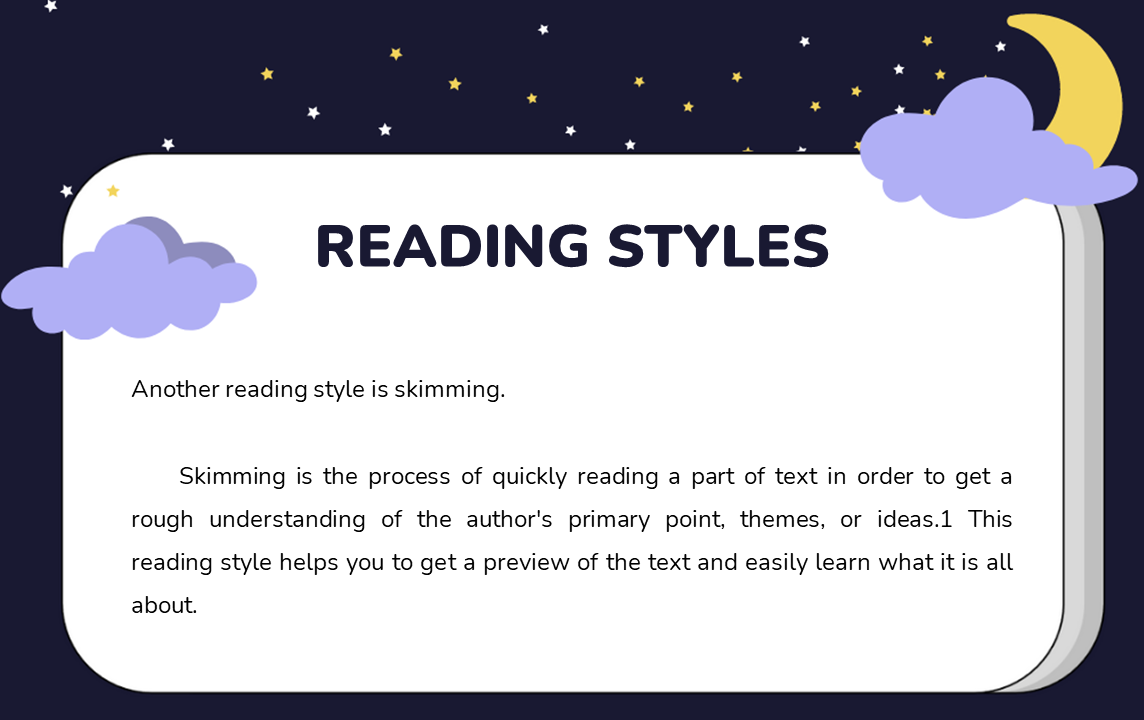 READING STYLES
Another reading style is skimming.
Skimming is the process of quickly reading a part of text in order to get a
rough understanding of the author's primary point, themes, or ideas.1 This
reading style helps you to get a preview of the text and easily learn what it is all
about.